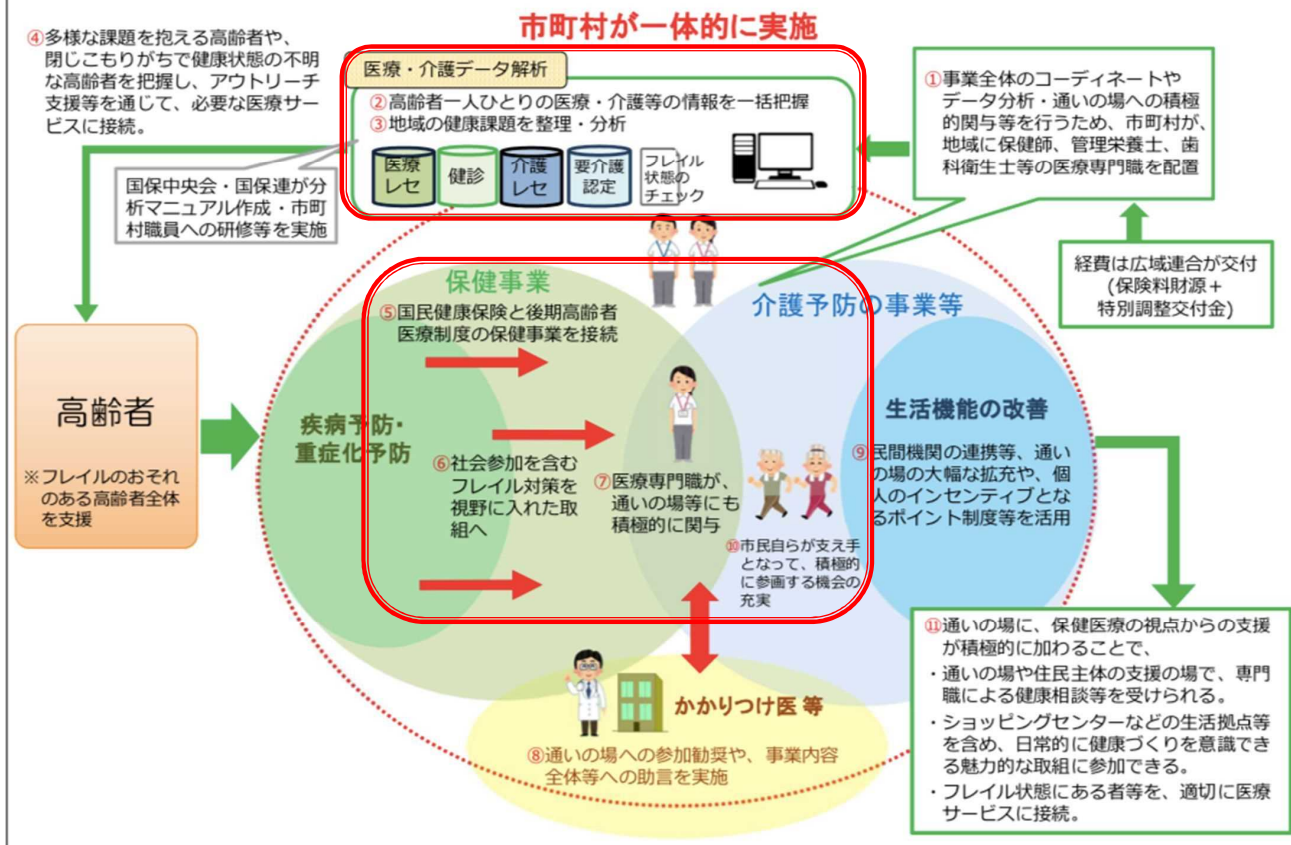 市町村が一体的に実施
④多様な課題を抱える高齢者や、
閉じこもりがちで健康状態の不明
な高齢者を把握し、アウトリーチ
支援等を通じて、必要な医療サー
ビスに接続。
医療・介護データ解析
②高齢者一人ひとりの医療・介護等の情報を一括把握
③地域の健康課題を整理・分析
医療
レセ
健診
介護
レセ
要介護
認定
フレイル
状態の
チェック
①事業全体のコーディネートや
データ分析・通いの場への積極
的関与等を行うため、市町村が、
地域に保健師、管理栄養士、歯
科衛生士等の医療専門職を配置
国保中央会・国保連が分
析マニュアル作成・市町
村職員への研修等を実施
経費は広域連合が交付
(保険料財源+
特別調整交付金)
保健事業
⑤国民健康保険と後期高齢者
医療制度の保健事業を接続
介護予防の事業等
高齢者
※フレイルのおそれ
のある高齢者全体
を支援
疾病予防・
重症化予防
⑥社会参加を含む
フレイル対策を
視野に入れた取
組へ
⑦医療専門職が、
通いの場等にも
積極的に関与
生活機能の改善
⑨民間機関の連携等、通い
の場の大幅な拡充や、個
人のインセンティブとな
るポイント制度等を活用
⑩市民自らが支え手
となって、積極的
に参画する機会の
充実
かかりつけ医 等
⑧通いの場への参加勧奨や、事業内容
全体等への助言を実施
⑪通いの場に、保健医療の視点からの支援
が積極的に加わることで、
・通いの場や住民主体の支援の場で、専門
職による健康相談等を受けられる。
・ショッピングセンターなどの生活拠点等
を含め、日常的に健康づくりを意識でき
る魅力的な取組に参加できる。
・フレイル状態にある者等を、適切に医療
サービスに接続。